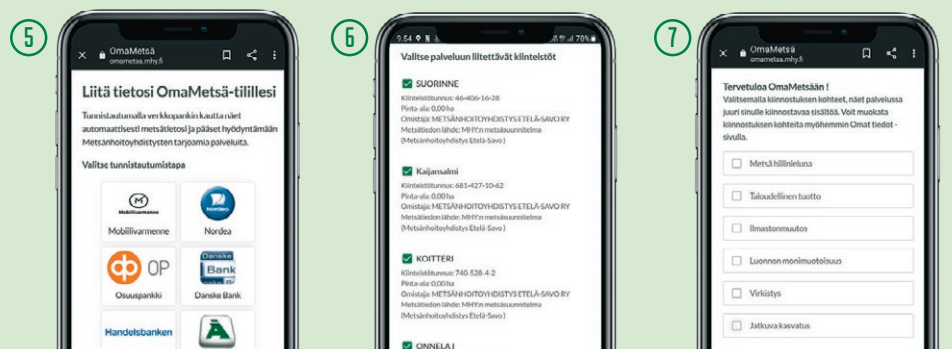 5
OmaMetsä
omametsa.mhy.fi
Liitä tietosi OmaMetsä-tilillesi
Tunnistautumalla verkkopankin kautta näet
automaattisesti metsätietosi ja pääset hyödyntämään
Metsänhoitoyhdistysten tarjoamia palveluita.
Valitse tunnistautumistapa
M
Mobiilivarmenne
Mobiilivarmenne
Nordea
Nordea
OP
Osuuspankki
Danske
Bank
Danske Bank
Handelsbanken
6
9.54
78%
Valitse palveluun liitettävät kiinteistöt
SUORINNE
Kiinteistötunnus: 46-406-16-28
Pinta-ala: 0,00 ha
Omistaja: METSÄNHOITOYHDISTYS ETELÄ-SAVO RY
Metsätiedon lähde: MHY:n metsäsuunnitelma
(Metsänhoitoyhdistys Etelä-Savo)
Kaijansalmi
Kiinteistötunnus: 681-427-10-62
Pinta-ala: 0,00 ha
Omistaja: METSÄNHOITOYHDISTYS ETELÄ-SAVO RY
Metsätiedon lähde: MHY:n metsäsuunnitelma
(Metsänhoitoyhdistys Etelä-Savo)
KOITTERI
Kiinteistötunnus: 740-528-4-2
Pinta-ala: 0,00 ha
Omistaja: METSÄNHOITOYHDISTYS ETELÄ-SAVO RY
Metsätiedon lähde: MHY:n metsäsuunnitelma
(Metsänhoitoyhdistys Etelä-Savo)
ONNELA I
7
OmaMetsä
omametsa.mhy.fi
Tervetuloa OmaMetsään !
Valitsemalla kiinnostuksen kohteet, näet palvelussa
juuri sinulle kiinnostavaa sisältöä. Voit muokata
kiinnostuksen kohteita myöhemmin Omat tiedot -
sivulla.
Metsä hiilinieluna
Taloudellinen tuotto
Ilmastonmuutos
Luonnon monimuotoisuus
Virkistys
Jatkuva kasvatus